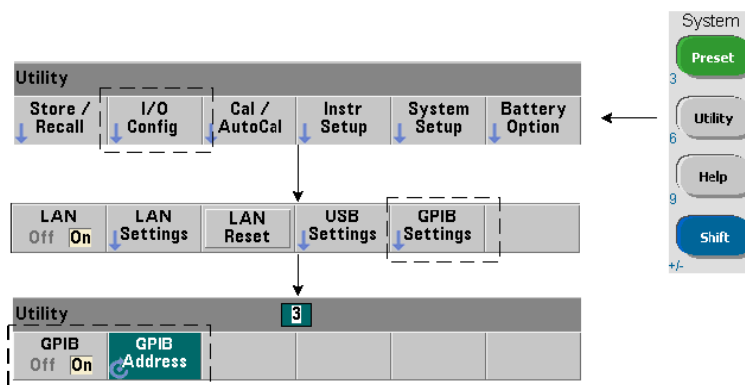 System
Preset
3
Utility
6
Help
9
Shift
+/-
Utility
Store / Recall
I/O Config
Cal / AutoCal
Instr Setup
System Setup
Battery Option
LAN
Off On
LAN Settings
LAN Reset
USB Settings
GPIB Settings
Utility
3
GPIB
Off On
GPIB Address